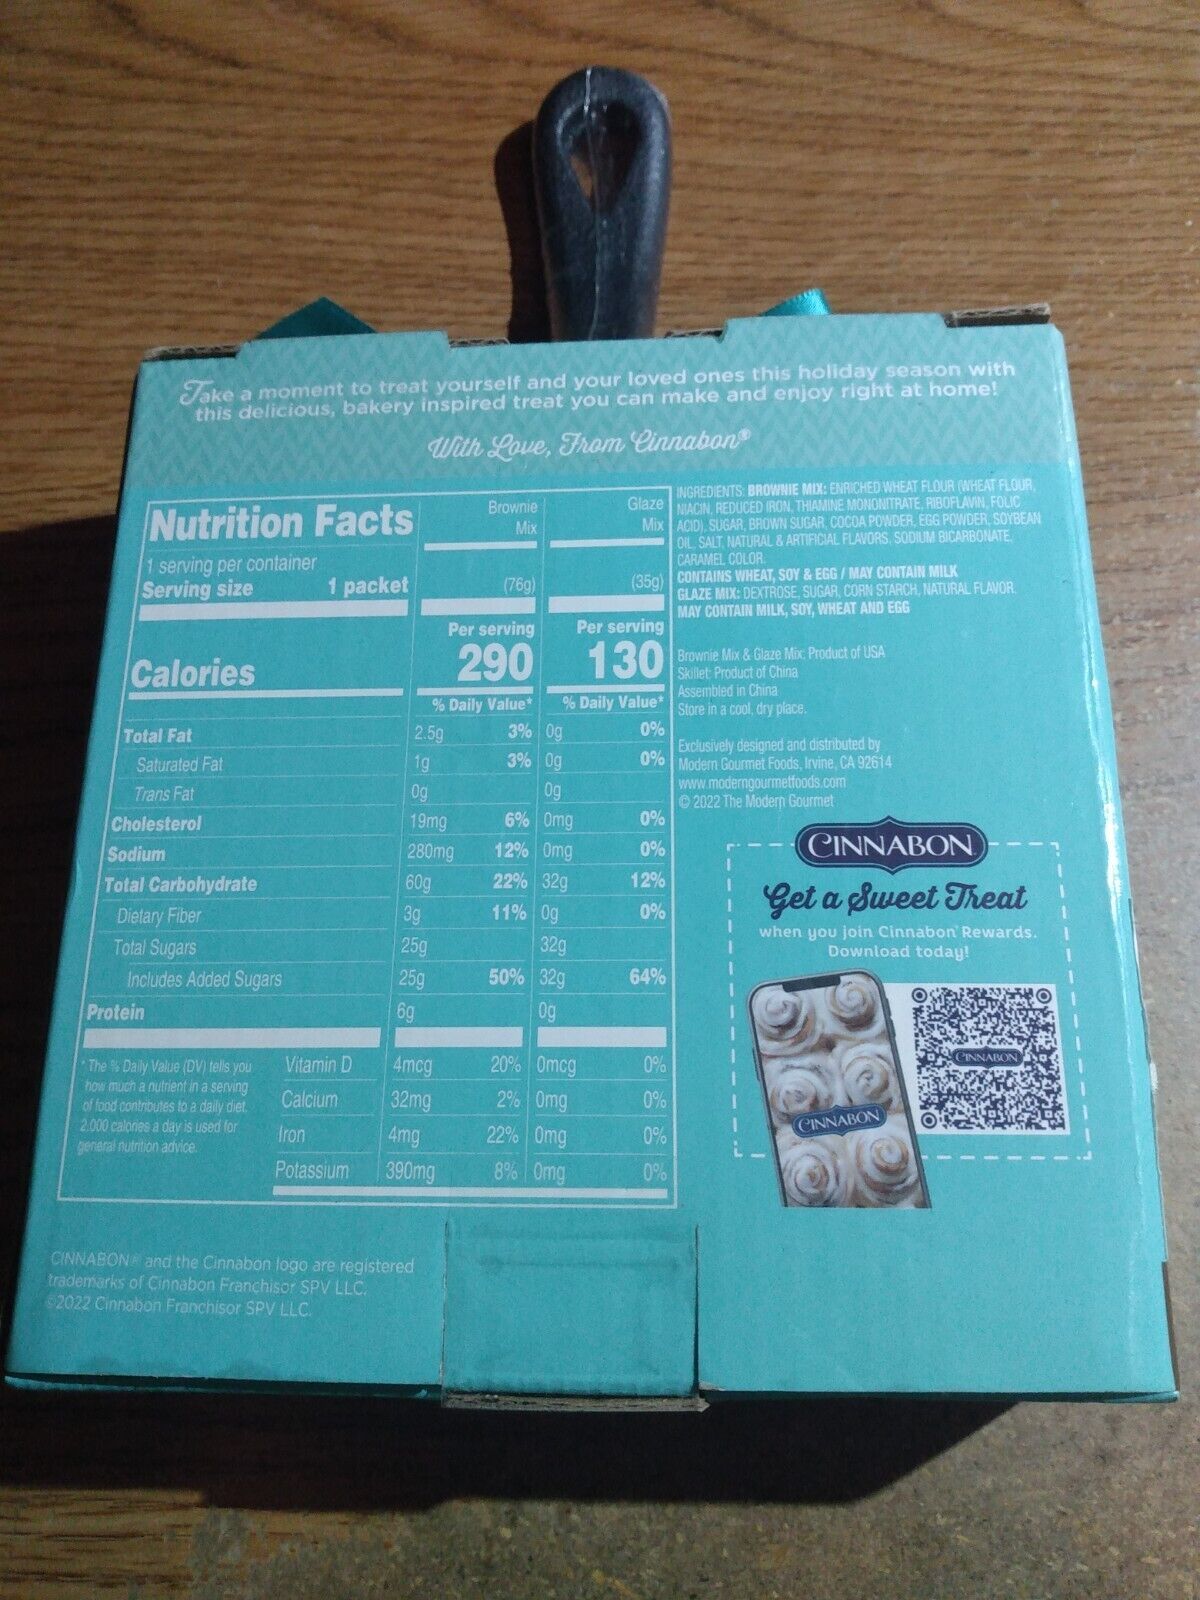 Take a moment to treat yourself and your loved ones this holiday season with
this delicious, bakery inspired treat you can make and enjoy right at home!
With Love, From Cinnabon®
Nutrition Facts Brownie Mix Glaze Mix
1 serving per container
Serving size 1 packet (76g) (35g)
Per serving Per serving
Calories 290 130
% Daily Value* % Daily Value*
Total Fat 2.5g 3% 0g 0%
Saturated Fat 1g 3% 0g 0%
Trans Fat 0g 0g
Cholesterol 19mg 6% 0mg 0%
Sodium 280mg 12% 0mg 0%
Total Carbohydrate 60g 22% 32g 12%
Dietary Fiber 3g 11% 0g 0%
Total Sugars 25g 32g
Includes Added Sugars 25g 50% 32g 64%
Protein 6g 0g
Vitamin D 4mcg 20% 0mcg 0%
Calcium 32mg 2% 0mg 0%
Iron 4mg 22% 0mg 0%
Potassium 390mg 8% 0mg 0%
* The % Daily Value (DV) tells you
how much a nutrient in a serving
of food contributes to a daily diet.
2,000 calories a day is used for
general nutrition advice.
INGREDIENTS: BROWNIE MIX: ENRICHED WHEAT FLOUR (WHEAT FLOUR,
NIACIN, REDUCED IRON, THIAMINE MONONITRATE, RIBOFLAVIN, FOLIC
ACID), SUGAR, BROWN SUGAR, COCOA POWDER, EGG POWDER, SOYBEAN
OIL, SALT, NATURAL & ARTIFICIAL FLAVORS, SODIUM BICARBONATE,
CARAMEL COLOR.
CONTAINS WHEAT, SOY & EGG / MAY CONTAIN MILK
GLAZE MIX: DEXTROSE, SUGAR, CORN STARCH, NATURAL FLAVOR.
MAY CONTAIN MILK, SOY, WHEAT AND EGG
Brownie Mix & Glaze Mix: Product of USA
Skillet: Product of China
Assembled in China
Store in a cool, dry place.
Exclusively designed and distributed by
Modern Gourmet Foods, Irvine, CA 92614
www.moderngourmetfoods.com
© 2022 The Modern Gourmet
CINNABON
Get a Sweet Treat
when you join Cinnabon® Rewards.
Download today!
CINNABON
CINNABON
CINNABON® and the Cinnabon logo are registered
trademarks of Cinnabon Franchisor SPV LLC.
©2022 Cinnabon Franchisor SPV LLC.